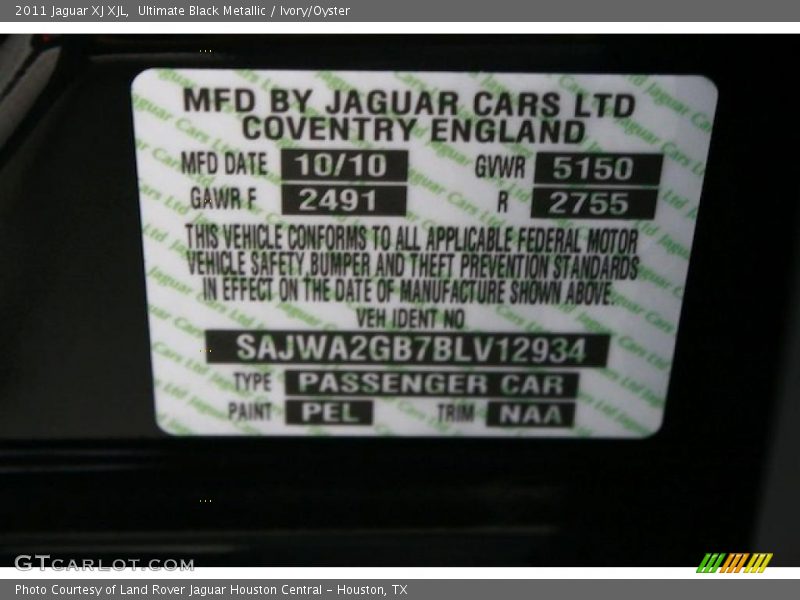 2011 Jaguar XJ XJL, Ultimate Black Metallic / Ivory/Oyster
MFD BY JAGUAR CARS LTD
COVENTRY ENGLAND
MFD DATE 10/10 GVWR 5150
GAWR F 2491 R 2755
THIS VEHICLE CONFORMS TO ALL APPLICABLE FEDERAL MOTOR
VEHICLE SAFETY, BUMPER AND THEFT PREVENTION STANDARDS
IN EFFECT ON THE DATE OF MANUFACTURE SHOWN ABOVE.
VEH IDENT NO
SAJWA2GB7BLV12934
TYPE PASSENGER CAR
PAINT PEL TRIM NAA
GTCARLOT.COM
Photo Courtesy of Land Rover Jaguar Houston Central - Houston, TX